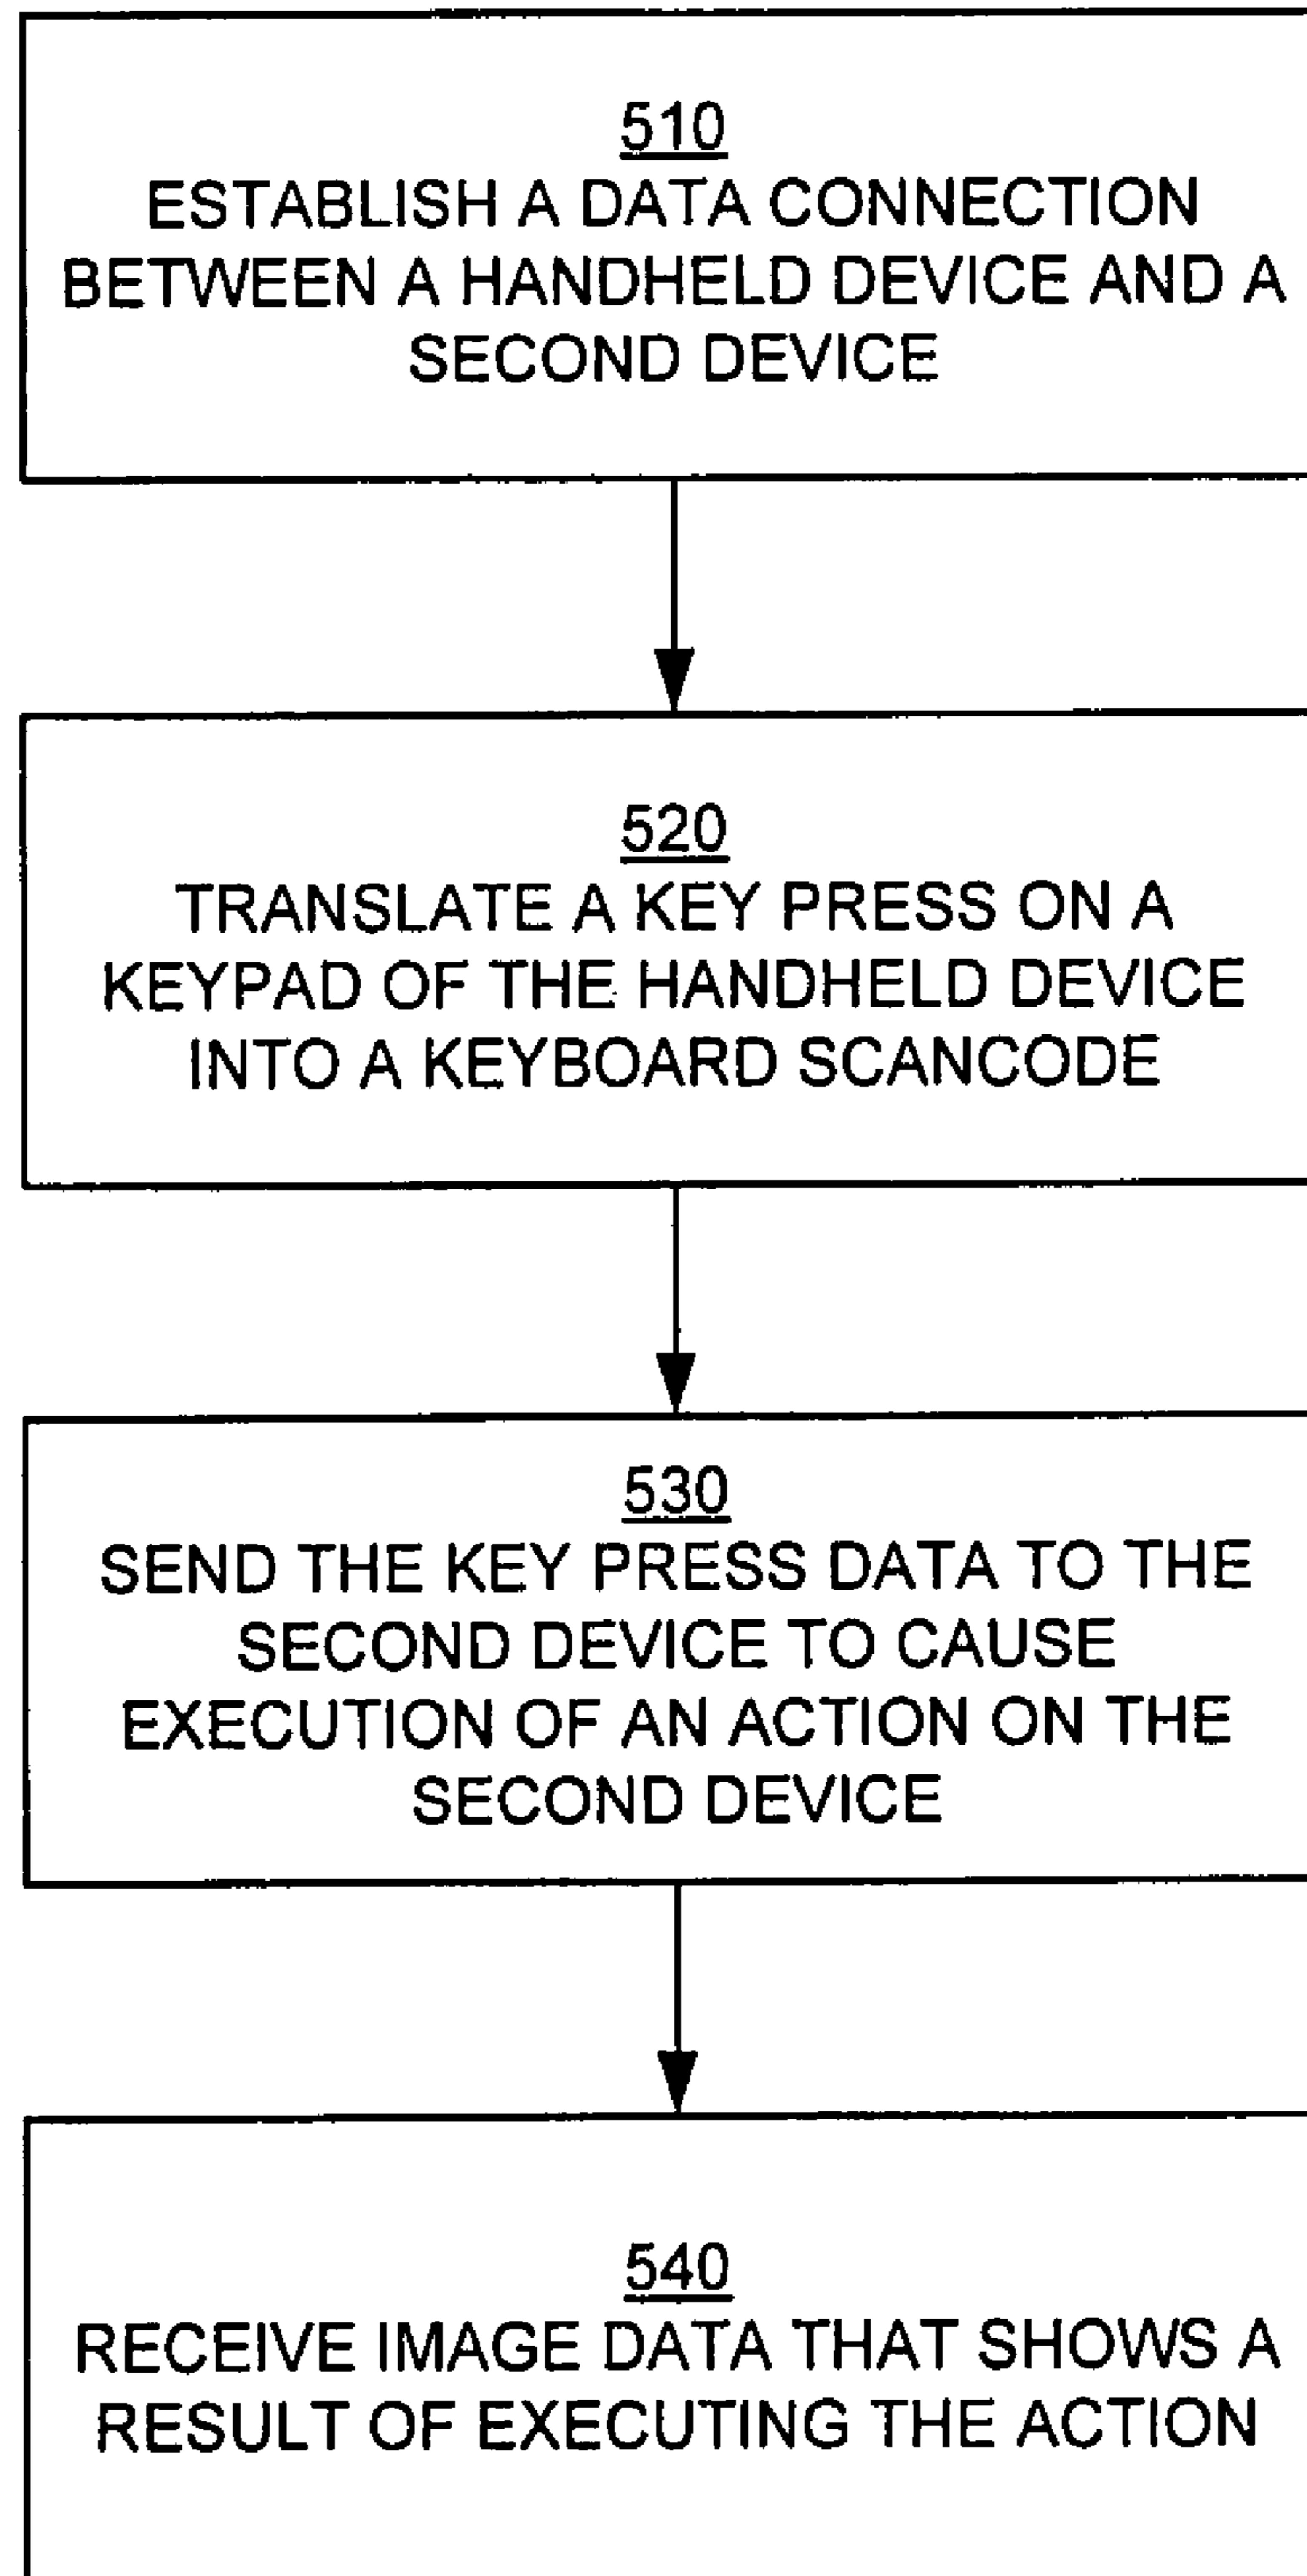 510
ESTABLISH A DATA CONNECTION
BETWEEN A HANDHELD DEVICE AND A
SECOND DEVICE
520
TRANSLATE A KEY PRESS ON A
KEYPAD OF THE HANDHELD DEVICE
INTO A KEYBOARD SCANCODE
530
SEND THE KEY PRESS DATA TO THE
SECOND DEVICE TO CAUSE
EXECUTION OF AN ACTION ON THE
SECOND DEVICE
540
RECEIVE IMAGE DATA THAT SHOWS A
RESULT OF EXECUTING THE ACTION